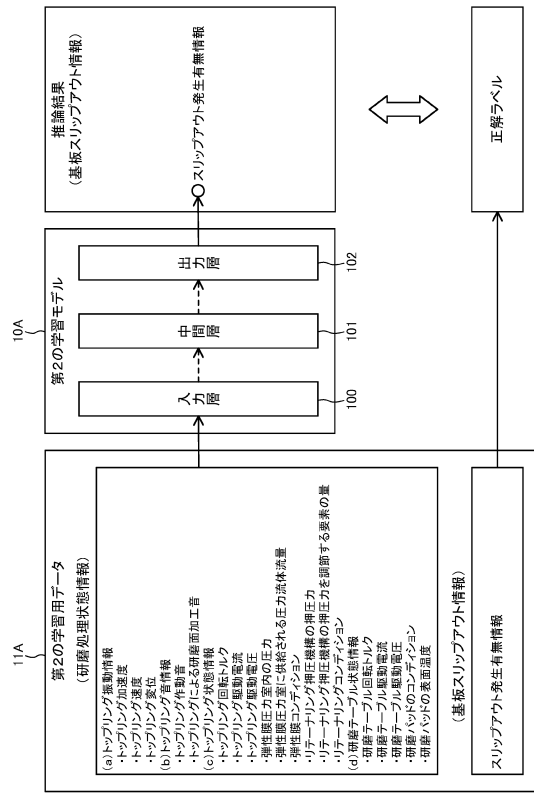 11A
第2の学習用データ
(研磨処理状態情報)
(a)トップリング振動情報
・トップリング加速度
・トップリング速度
・トップリング変位
(b)トップリング音情報
・トップリング作動音
・トップリングによる研磨面加工音
(c)トップリング状態情報
・トップリング回転トルク
・トップリング駆動電流
・トップリング駆動電圧
・弾性膜圧力室内の圧力
・弾性膜圧力室に供給される圧力流体流量
・弾性膜コンディション
・リテーナリング押圧機構の押圧力
・リテーナリング押圧機構の押圧力を調節する要素の量
・リテーナリングコンディション
(d)研磨テーブル状態情報
・研磨テーブル回転トルク
・研磨テーブル駆動電流
・研磨テーブル駆動電圧
・研磨パッドのコンディション
・研磨パッドの表面温度
(基板スリップアウト情報)
スリップアウト発生有無情報
10A
第2の学習モデル
入力層
100
中間層
101
出力層
102
推論結果
(基板スリップアウト情報)
スリップアウト発生有無情報
正解ラベル